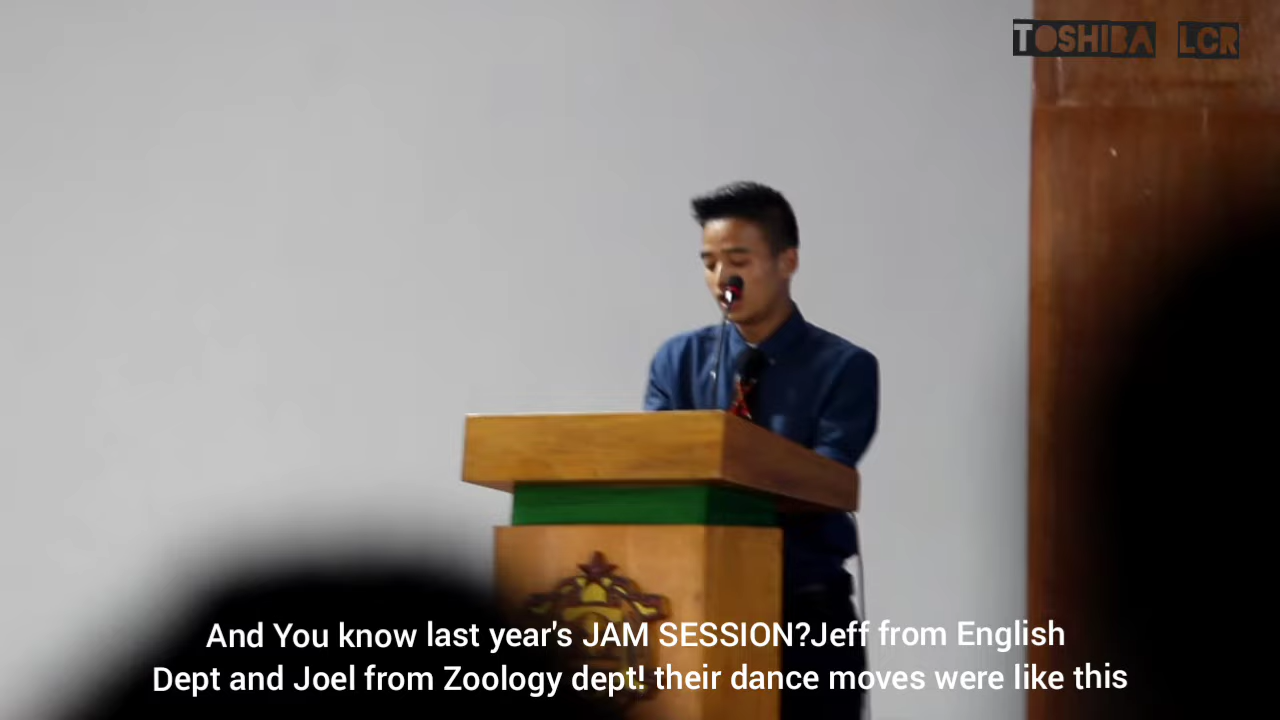 TOSHIBA LCR
And You know last year's JAM SESSION?Jeff from English
Dept and Joel from Zoology dept! their dance moves were like this